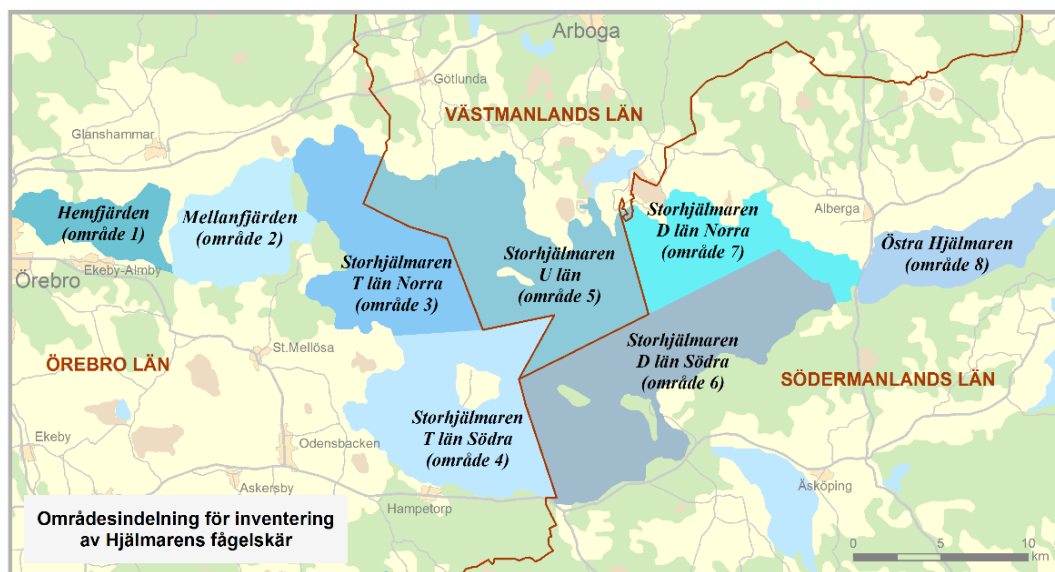 Arboga
Götlunda
VÄSTMANLANDS LÄN
Glanshammar
Hemfjärden
(område 1)
Mellanfjärden
(område 2)
Storhjälmaren
T län Norra
(område 3)
Storhjälmaren
U län
(område 5)
Storhjälmaren
D län Norra
(område 7)
Alberga
Östra Hjälmaren
(område 8)
Ekeby-Almby
Örebro
St.Mellösa
ÖREBRO LÄN
Storhjälmaren
D län Södra
(område 6)
SÖDERMANLANDS LÄN
Storhjälmaren
T län Södra
(område 4)
Ekeby
Odensbacken
Askersby
Hampetorp
Äsköping
Områdesindelning för inventering
av Hjälmarens fågelskär
0 10
km